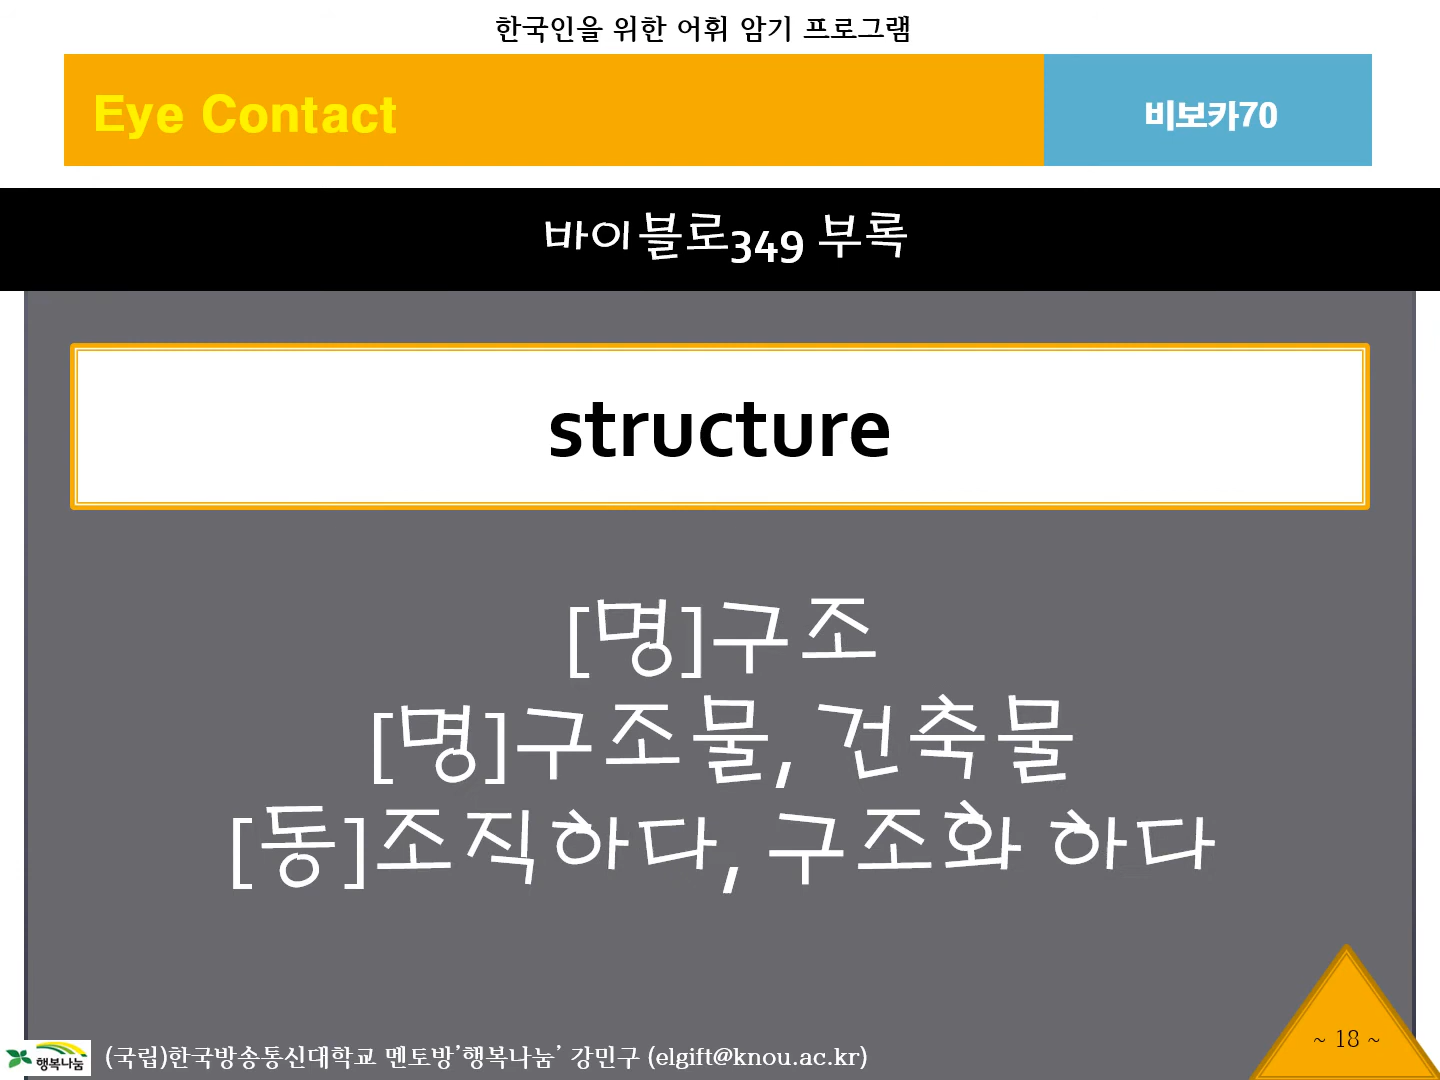 한국인을 위한 어휘 암기 프로그램
Eye Contact
비보카70
바이블로349 부록
structure
[명]구조
[명]구조물, 건축물
[동]조직하다, 구조화 하다
~ 18 ~
행복나눔
(국립)한국방송통신대학교 멘토방'행복나눔' 강민구 (elgift@knou.ac.kr)